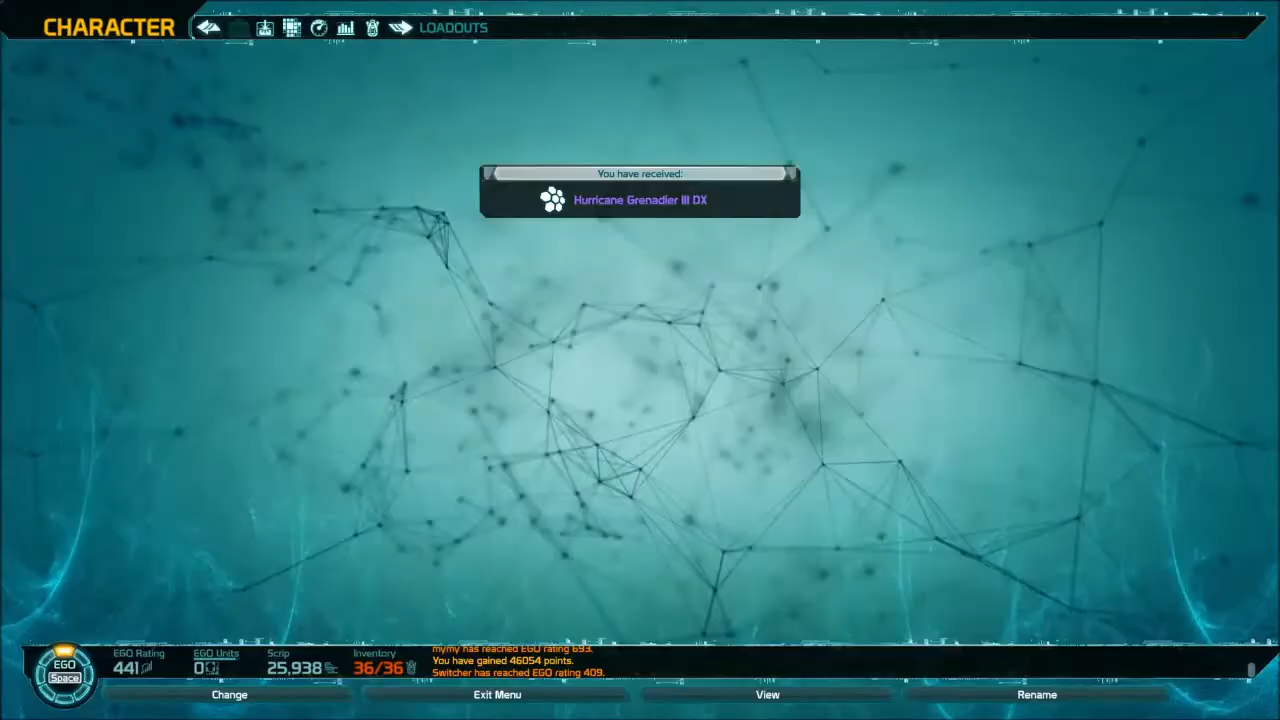 CHARACTER
LOADOUTS
You have received:
Hurricane Grenadier III DX
EGO
Space
EGO Rating
441
EGO Units
0
Scrip
25,938
Inventory
36/36
mymy has reached EGO rating 693.
You have gained 46054 points.
Switcher has reached EGO rating 409.
Change
Exit Menu
View
Rename